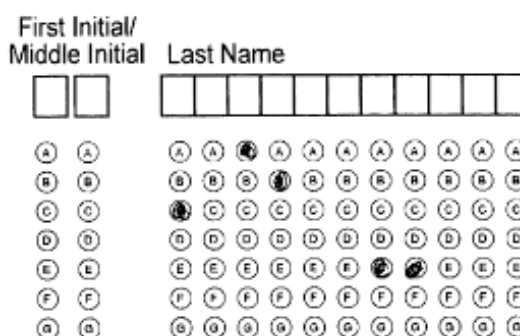 First Initial/
Middle Initial Last Name
A A A A A A A A A A A A
B B B B B B B B B B B B
C C C C C C C C C C C C
D D D D D D D D D D D D D
E E E E E E E E E E E
F F F F F F F F F F F F F
G G G G G G G G G G G G G